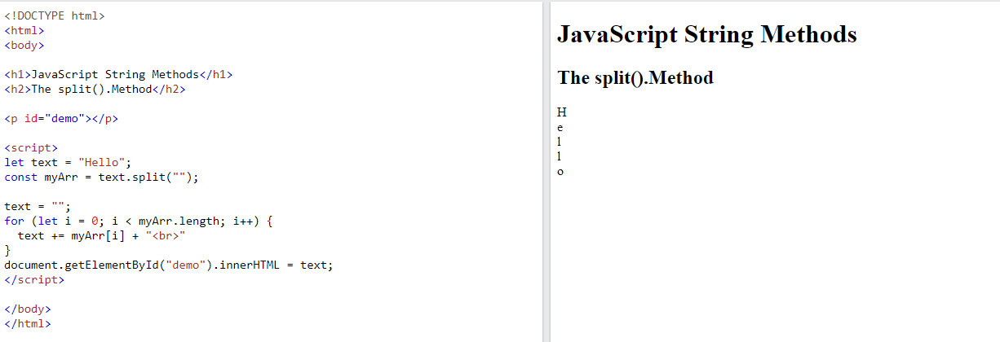 <!DOCTYPE html>
<html>
<body>
<h1>JavaScript String Methods</h1>
<h2>The split().Method</h2>
<p id="demo"></p>
<script>
let text = "Hello";
const myArr = text.split("");
text = "";
for (let i = 0; i < myArr.length; i++) {
  text += myArr[i] + "<br>"
}
document.getElementById("demo").innerHTML = text;
</script>
</body>
</html>
JavaScript String Methods
The split().Method
H
e
l
l
o